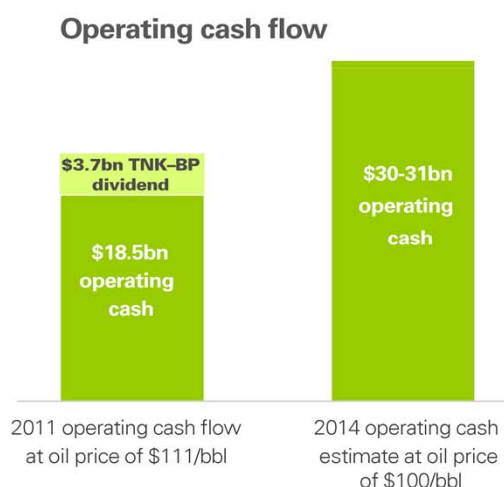 Operating cash flow
$3.7bn TNK–BP
dividend
$18.5bn
operating
cash
$30-31bn
operating
cash
2011 operating cash flow
at oil price of $111/bbl
2014 operating cash
estimate at oil price
of $100/bbl